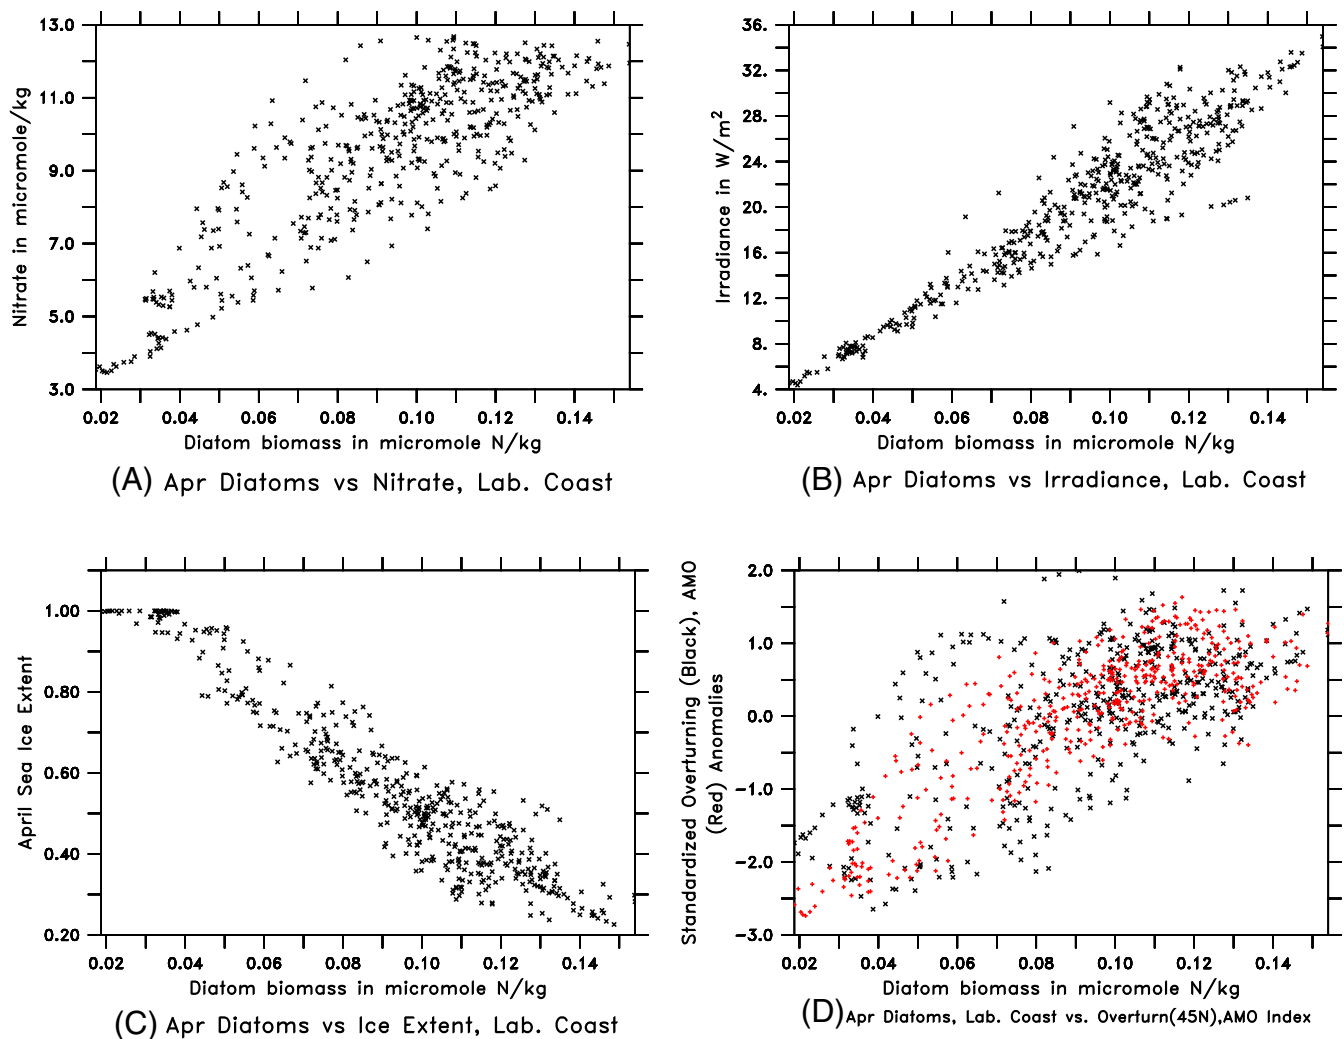 13.0
11.0
9.0
7.0
5.0
3.0
Nitrate in micromole/kg
0.02 0.04 0.06 0.08 0.10 0.12 0.14
Diatom biomass in micromole N/kg
(A) Apr Diatoms vs Nitrate, Lab. Coast
36.
32.
28.
24.
20.
16.
12.
8.
4.
Irradiance in W/m²
0.02 0.04 0.06 0.08 0.10 0.12 0.14
Diatom biomass in micromole N/kg
(B) Apr Diatoms vs Irradiance, Lab. Coast
1.00
0.80
0.60
0.40
0.20
April Sea Ice Extent
0.02 0.04 0.06 0.08 0.10 0.12 0.14
Diatom biomass in micromole N/kg
(C) Apr Diatoms vs Ice Extent, Lab. Coast
2.0
1.0
0.0
-1.0
-2.0
-3.0
Standardized Overturning (Black), AMO
(Red) Anomalies
0.02 0.04 0.06 0.08 0.10 0.12 0.14
Diatom biomass in micromole N/kg
(D) Apr Diatoms, Lab. Coast vs. Overturn(45N),AMO Index